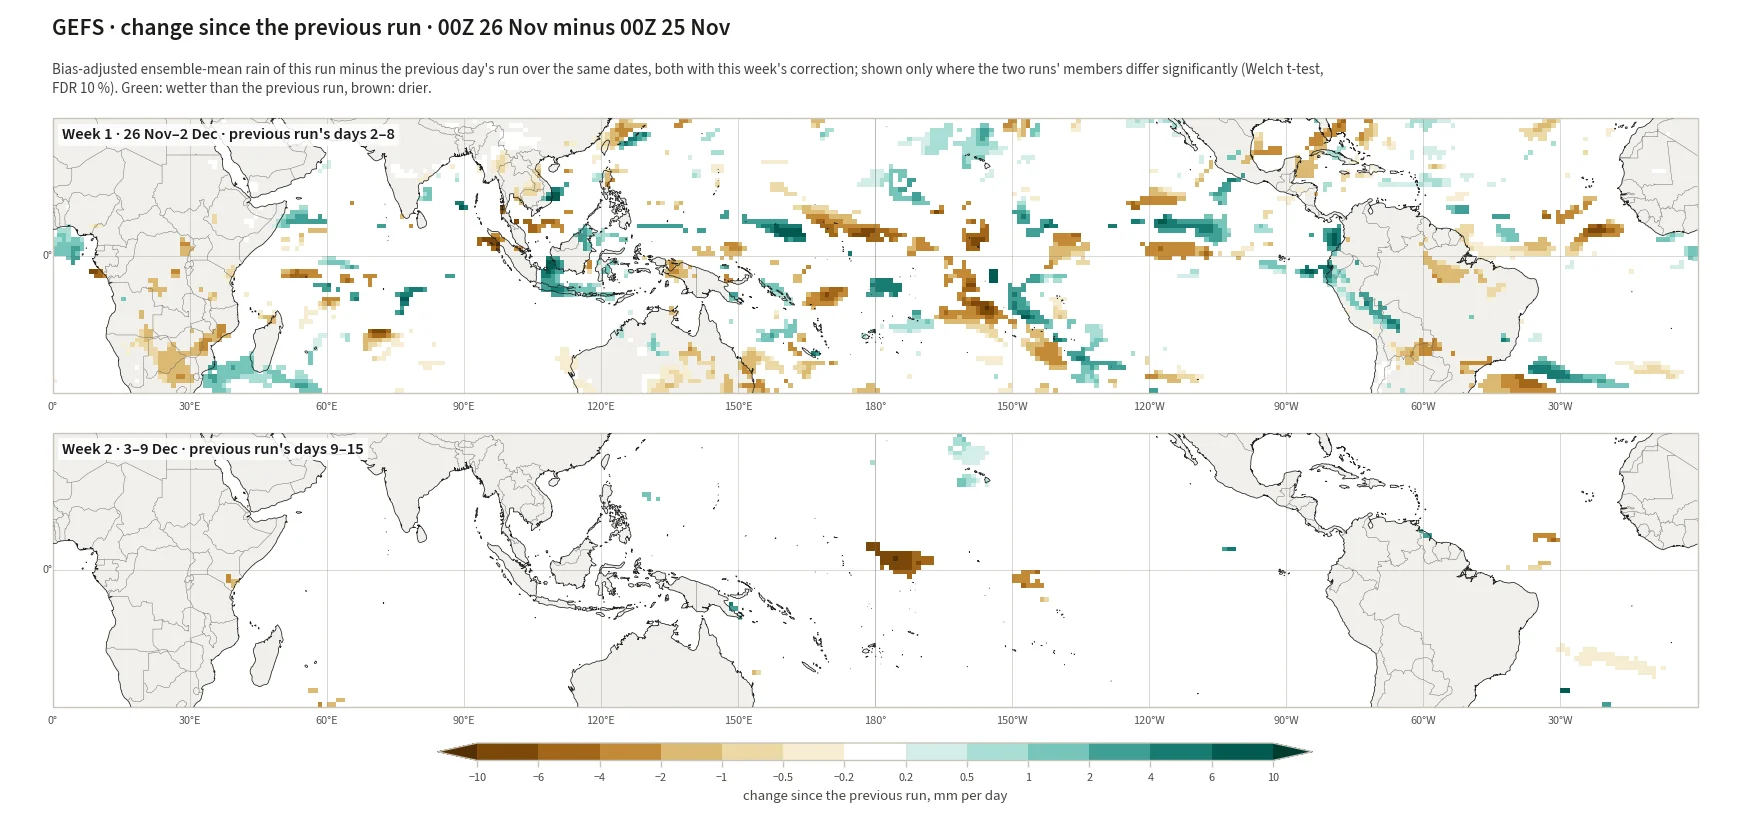 GEFS · change since the previous run · 00Z 26 Nov minus 00Z 25 Nov
Bias-adjusted ensemble-mean rain of this run minus the previous day's run over the same dates, both with this week's correction; shown only where the two runs' members differ significantly (Welch t-test,
FDR 10 %). Green: wetter than the previous run, brown: drier.
Week 1 · 26 Nov–2 Dec · previous run's days 2–8
0°
0° 30°E 60°E 90°E 120°E 150°E 180° 150°W 120°W 90°W 60°W 30°W
Week 2 · 3–9 Dec · previous run's days 9–15
0°
0° 30°E 60°E 90°E 120°E 150°E 180° 150°W 120°W 90°W 60°W 30°W
−10 −6 −4 −2 −1 −0.5 −0.2 0.2 0.5 1 2 4 6 10
change since the previous run, mm per day